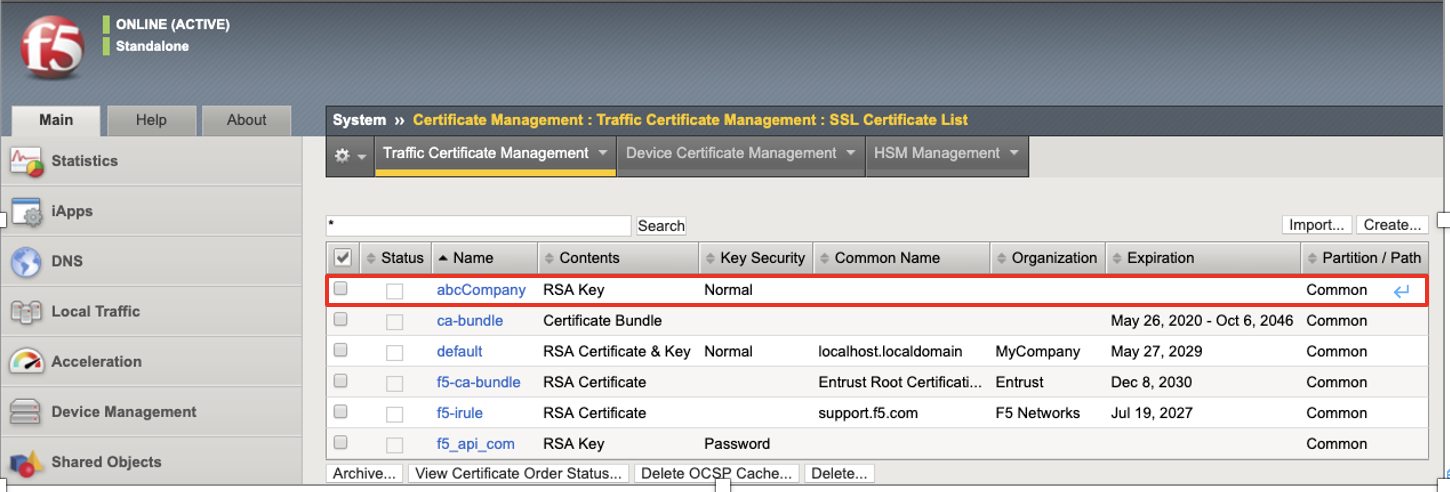 f5
ONLINE (ACTIVE)
Standalone
Main Help About
System » Certificate Management : Traffic Certificate Management : SSL Certificate List
Traffic Certificate Management Device Certificate Management HSM Management
Statistics
iApps
DNS
Local Traffic
Acceleration
Device Management
Shared Objects
* Search Import... Create...
Status Name Contents Key Security Common Name Organization Expiration Partition / Path
abcCompany RSA Key Normal Common
ca-bundle Certificate Bundle May 26, 2020 - Oct 6, 2046 Common
default RSA Certificate & Key Normal localhost.localdomain MyCompany May 27, 2029 Common
f5-ca-bundle RSA Certificate Entrust Root Certificati... Entrust Dec 8, 2030 Common
f5-irule RSA Certificate support.f5.com F5 Networks Jul 19, 2027 Common
f5_api_com RSA Key Password Common
Archive... View Certificate Order Status... Delete OCSP Cache... Delete...